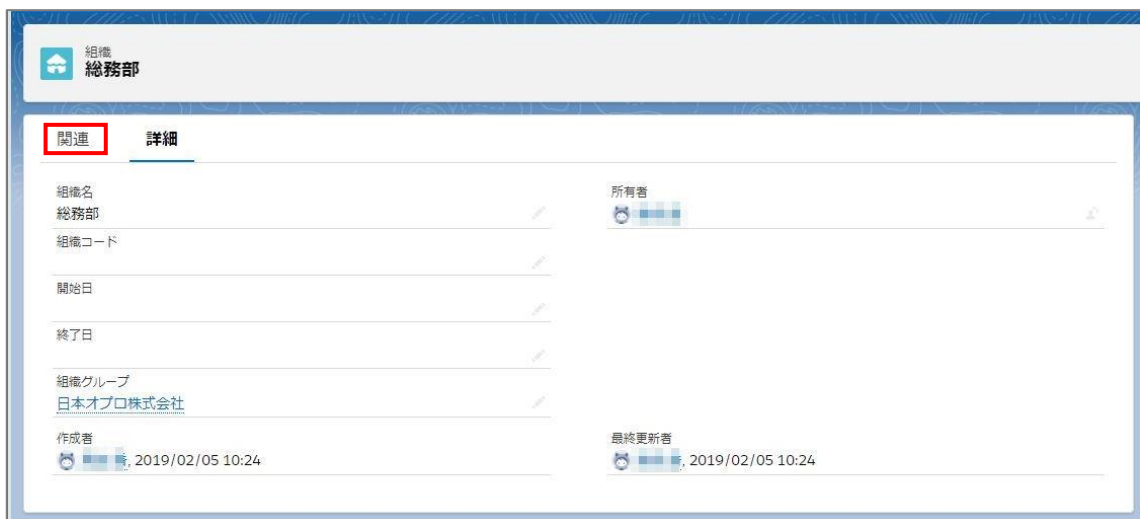 組織
総務部
関連
詳細
組織名
総務部
所有者
組織コード
開始日
終了日
組織グループ
日本オプロ株式会社
作成者
, 2019/02/05 10:24
最終更新者
, 2019/02/05 10:24